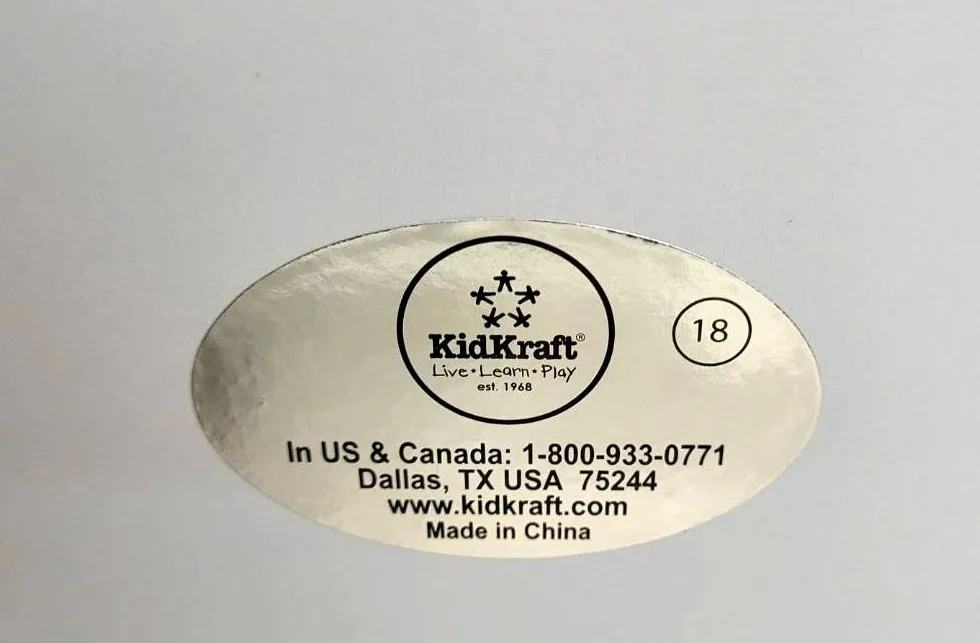 KidKraft®
Live • Learn • Play
est. 1968
18
In US & Canada: 1-800-933-0771
Dallas, TX USA 75244
www.kidkraft.com
Made in China